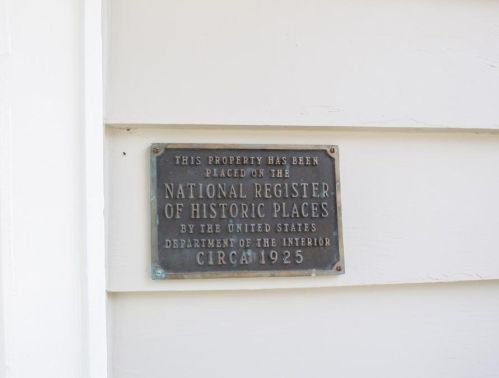 THIS PROPERTY HAS BEEN
PLACED ON THE
NATIONAL REGISTER
OF HISTORIC PLACES
BY THE UNITED STATES
DEPARTMENT OF THE INTERIOR
CIRCA 1925